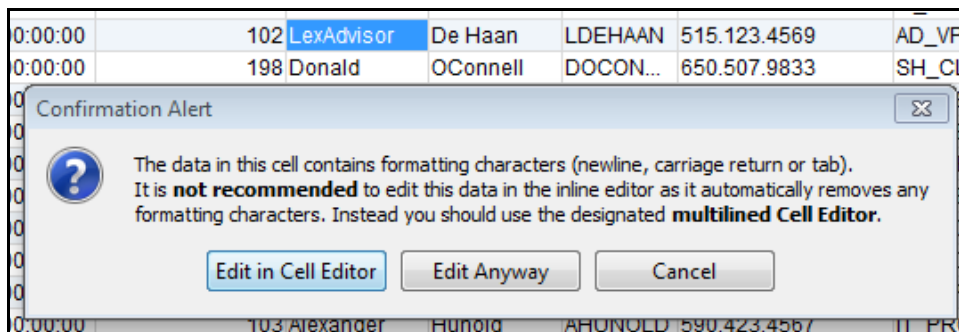 0:00:00 102 LexAdvisor De Haan LDEHAAN 515.123.4569 AD_VP
0:00:00 198 Donald OConnell DOCON... 650.507.9833 SH_CL
Confirmation Alert
The data in this cell contains formatting characters (newline, carriage return or tab).
It is not recommended to edit this data in the inline editor as it automatically removes any
formatting characters. Instead you should use the designated multilined Cell Editor.
Edit in Cell Editor Edit Anyway Cancel
0:00:00 103 Alexander Hunold AHUNOLD 590.423.4567 IT_PR